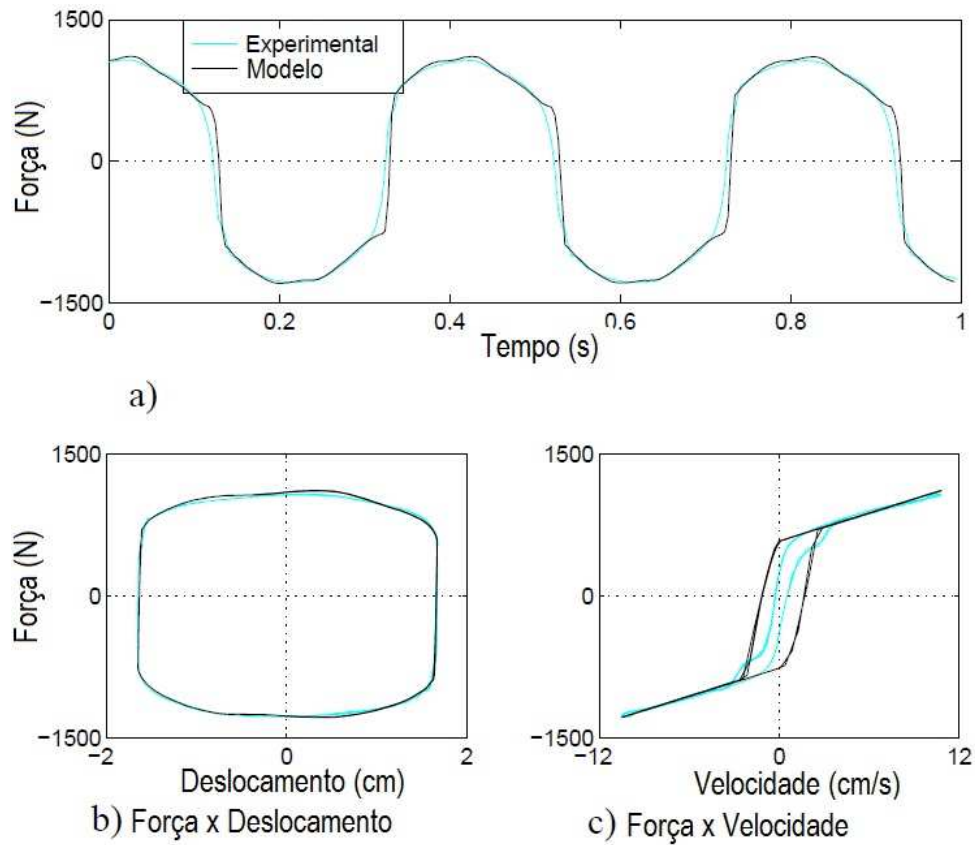 1500
Experimental
Modelo
Força (N)
0
−1500
0 0.2 0.4 0.6 0.8 1
Tempo (s)
a)
1500
Força (N)
0
−1500
−2 0 2
Deslocamento (cm)
b) Força x Deslocamento
1500
0
−1500
−12 0 12
Velocidade (cm/s)
c) Força x Velocidade